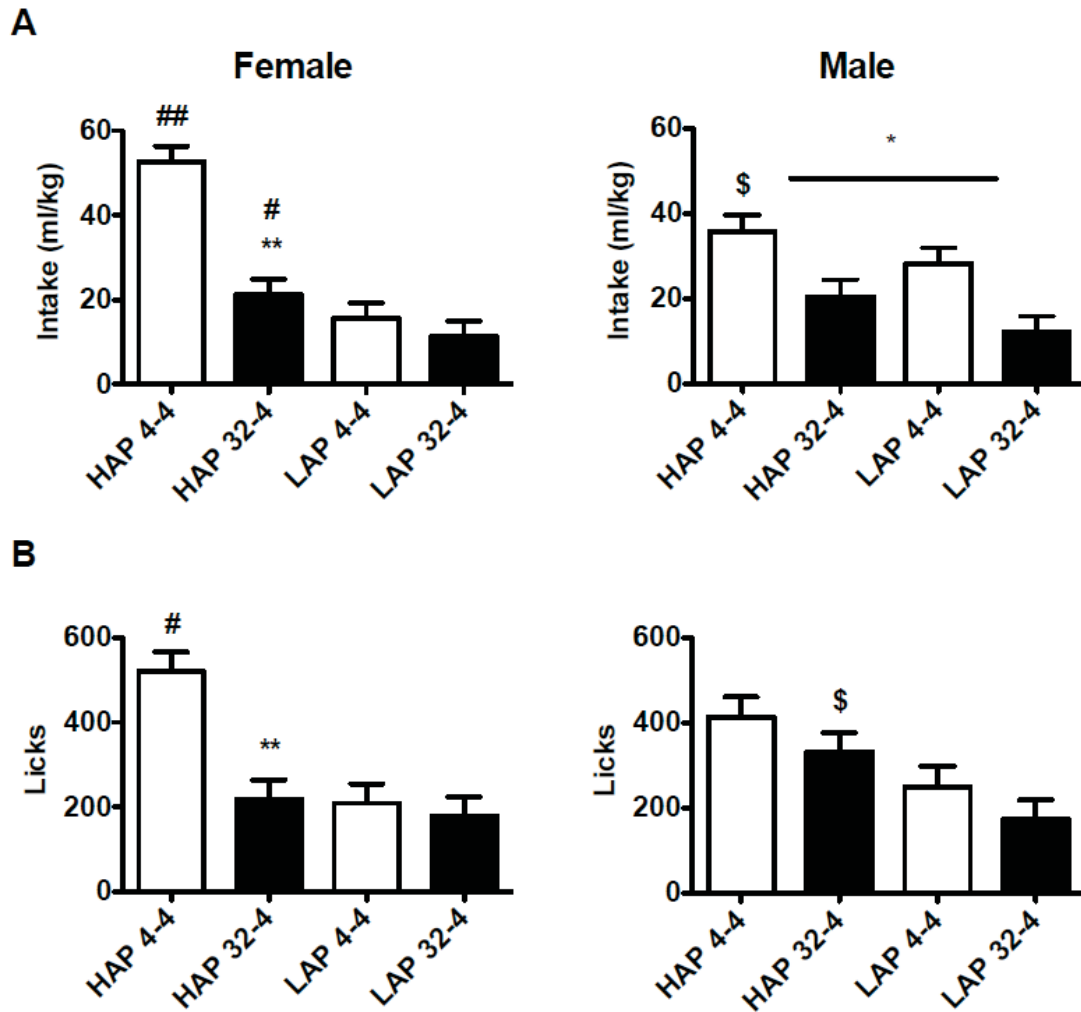 A
Female
Male
##
#
**
60
40
20
0
Intake (ml/kg)
HAP 4-4
HAP 32-4
LAP 4-4
LAP 32-4
$
*
60
40
20
0
Intake (ml/kg)
HAP 4-4
HAP 32-4
LAP 4-4
LAP 32-4
B
#
**
600
400
200
0
Licks
HAP 4-4
HAP 32-4
LAP 4-4
LAP 32-4
$
600
400
200
0
Licks
HAP 4-4
HAP 32-4
LAP 4-4
LAP 32-4